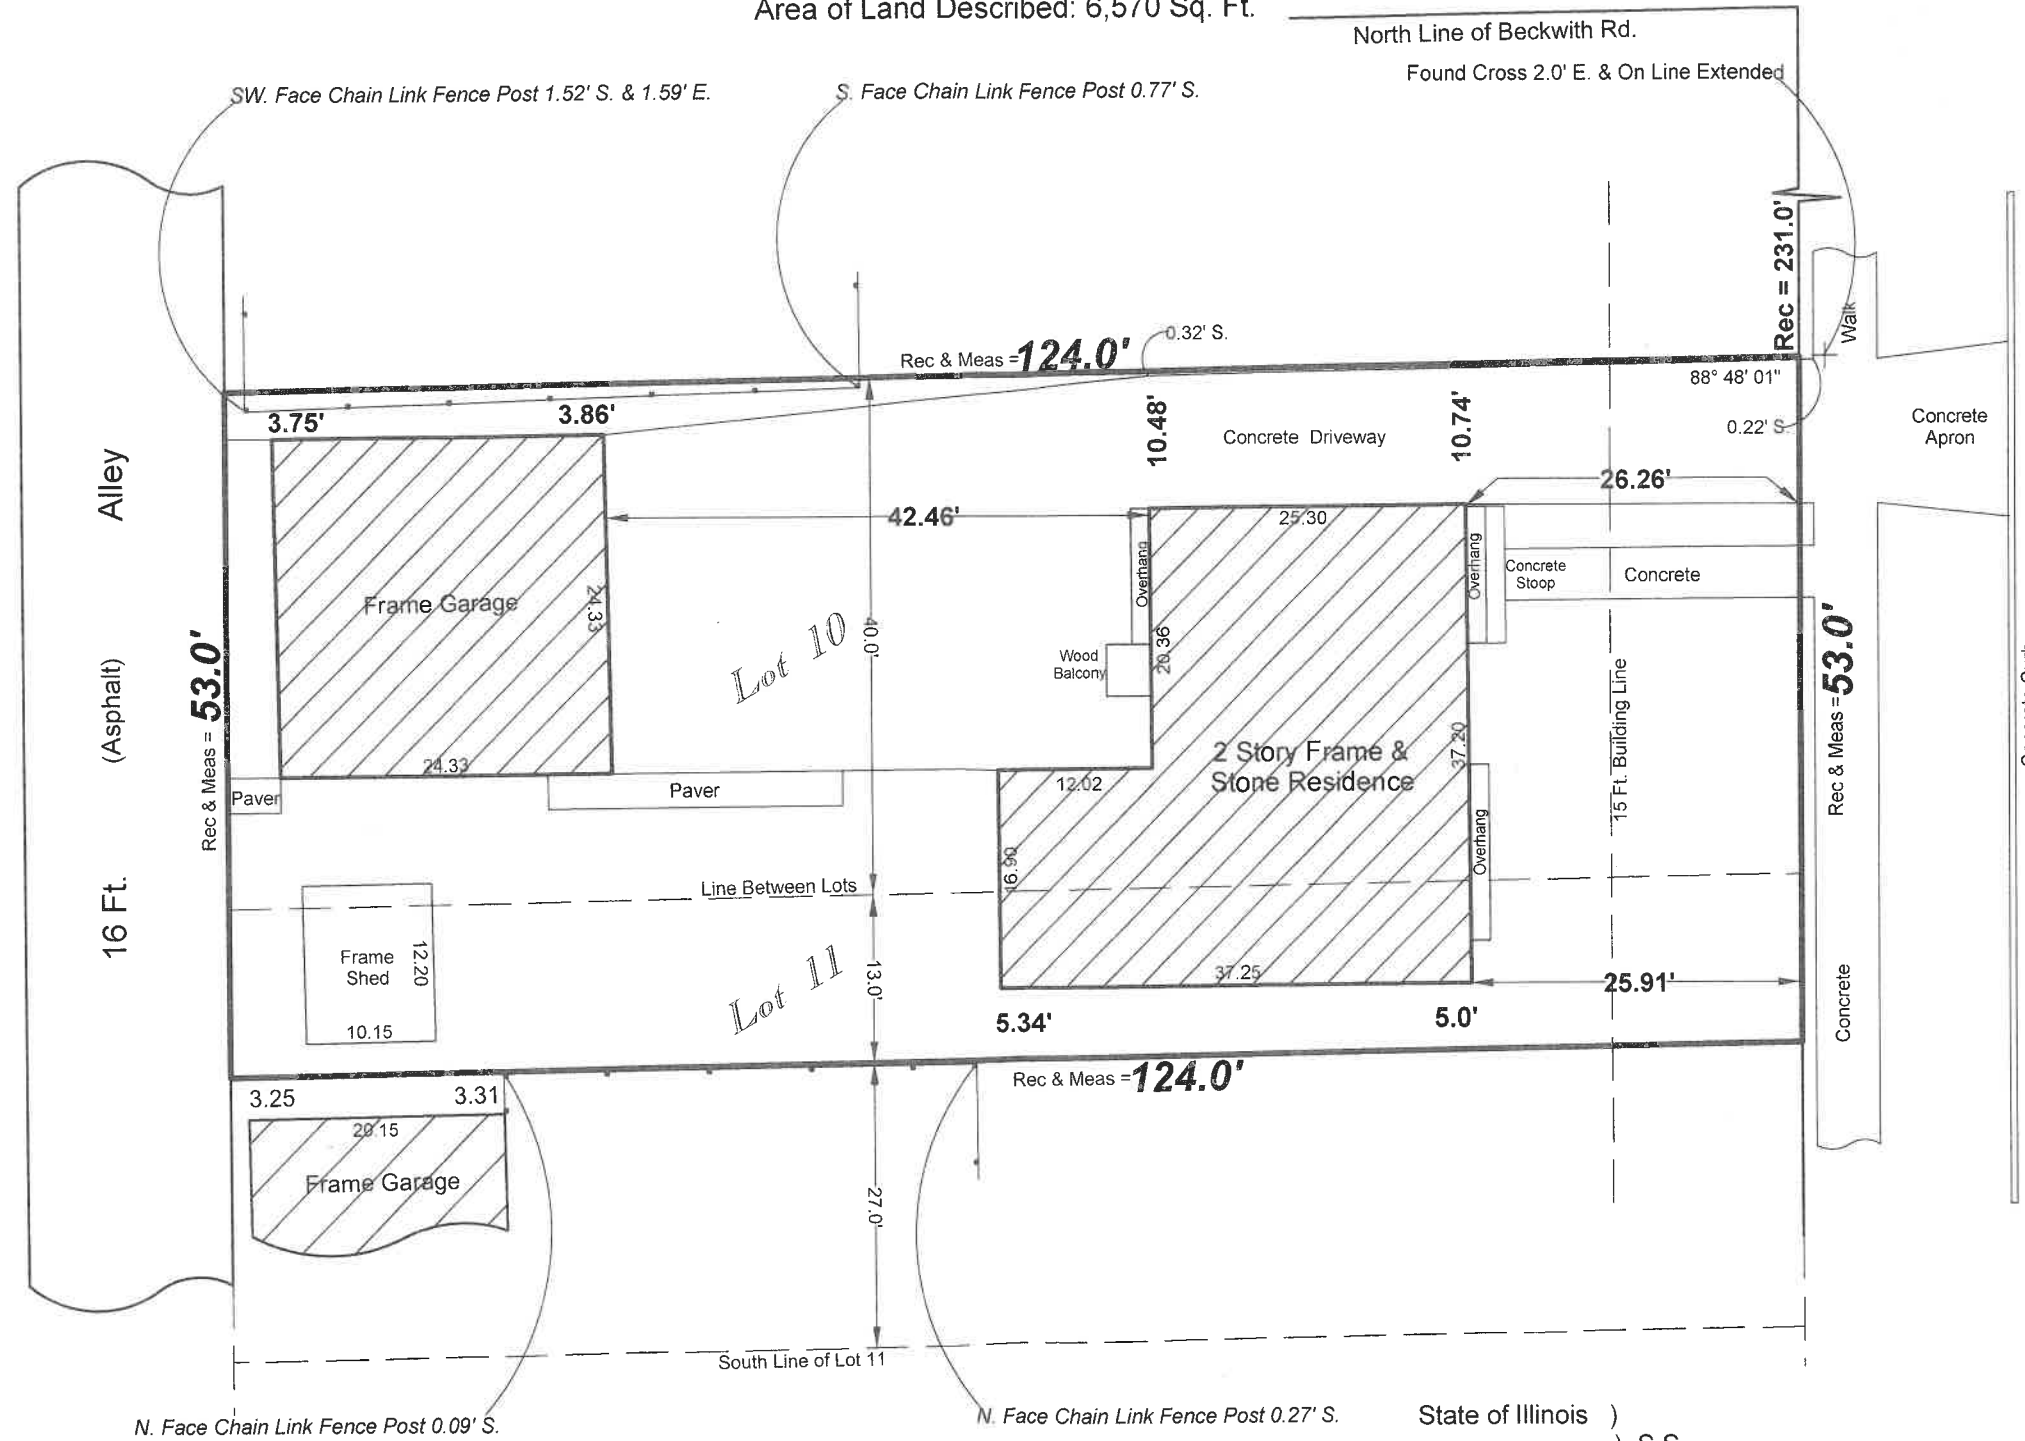 Area of Land Described: 6,570 Sq. Ft.
North Line of Beckwith Rd.
Found Cross 2.0' E. & On Line Extended
SW. Face Chain Link Fence Post 1.52' S. & 1.59' E.
S. Face Chain Link Fence Post 0.77' S.
Rec = 231.0'
Walk
0.32' S.
Rec & Meas = 124.0'
88° 48' 01"
0.22' S.
3.75'
3.86'
10.48'
10.74'
Concrete Driveway
Concrete
Apron
26.26'
42.46'
25.30
Alley
(Asphalt)
16 Ft.
Frame Garage
24.33
24.33
Lot 10
40.0'
Overhang
Wood
Balcony
20.36
Overhang
Concrete
Stoop
Concrete
Rec & Meas = 53.0'
2 Story Frame &
Stone Residence
37.20
15 Ft. Building Line
Rec & Meas = 53.0'
Paver
Paver
12.02
16.90
Overhang
Line Between Lots
Frame
Shed
12.20
10.15
Lot 11
13.0'
37.25
25.91'
5.34'
5.0'
Concrete
Rec & Meas = 124.0'
3.25
3.31
20.15
Frame Garage
27.0'
South Line of Lot 11
N. Face Chain Link Fence Post 0.09' S.
N. Face Chain Link Fence Post 0.27' S.
State of Illinois )